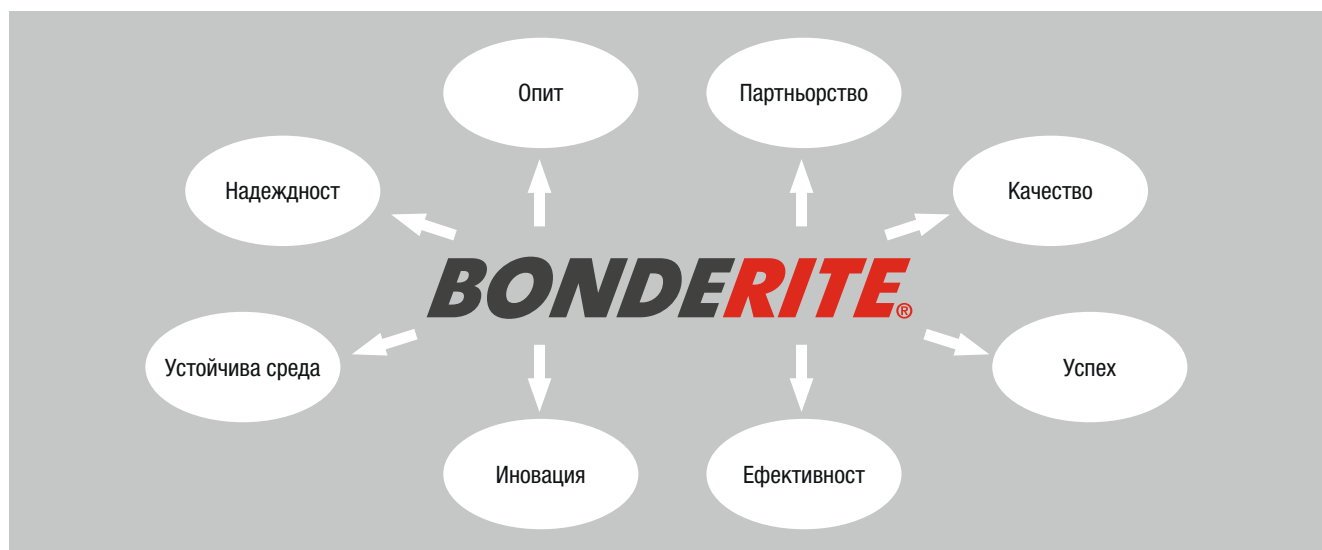 Опит
Партньорство
Надеждност
Качество
BONDERITE®
Устойчива среда
Успех
Иновация
Ефективност